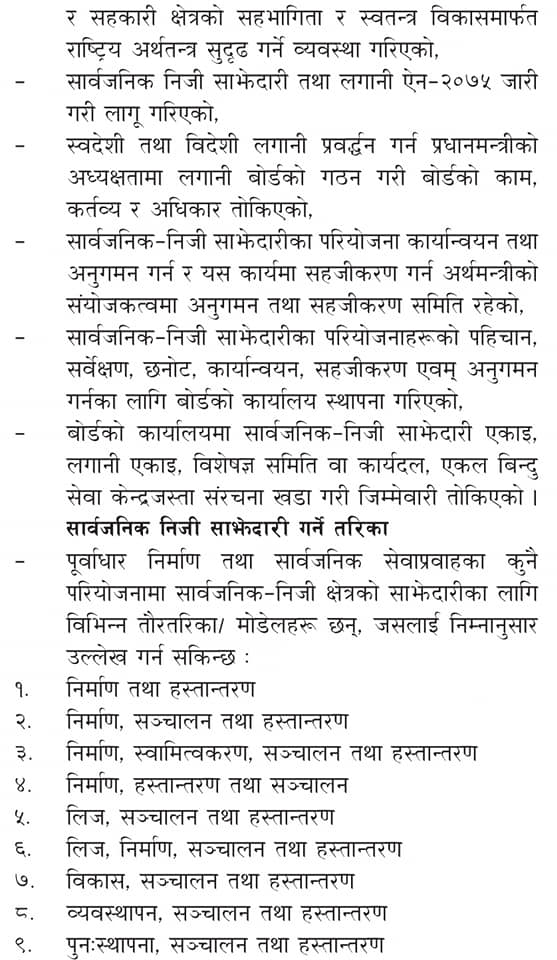 र सहकारी क्षेत्रको सहभागिता र स्वतन्त्र विकासमार्फत
राष्ट्रिय अर्थतन्त्र सुदृढ गर्ने व्यवस्था गरिएको,
- सार्वजनिक निजी साझेदारी तथा लगानी ऐन-२०७५ जारी
गरी लागू गरिएको,
- स्वदेशी तथा विदेशी लगानी प्रवर्द्धन गर्न प्रधानमन्त्रीको
अध्यक्षतामा लगानी बोर्डको गठन गरी बोर्डको काम,
कर्तव्य र अधिकार तोकिएको,
- सार्वजनिक-निजी साझेदारीका परियोजना कार्यान्वयन तथा
अनुगमन गर्न र यस कार्यमा सहजीकरण गर्न अर्थमन्त्रीको
संयोजकत्वमा अनुगमन तथा सहजीकरण समिति रहेको,
- सार्वजनिक-निजी साझेदारीका परियोजनाहरूको पहिचान,
सर्वेक्षण, छनोट, कार्यान्वयन, सहजीकरण एवम् अनुगमन
गर्नका लागि बोर्डको कार्यालय स्थापना गरिएको,
- बोर्डको कार्यालयमा सार्वजनिक-निजी साझेदारी एकाइ,
लगानी एकाइ, विशेषज्ञ समिति वा कार्यदल, एकल बिन्दु
सेवा केन्द्रजस्ता संरचना खडा गरी जिम्मेवारी तोकिएको ।
सार्वजनिक निजी साझेदारी गर्ने तरिका
- पूर्वाधार निर्माण तथा सार्वजनिक सेवाप्रवाहका कुनै
परियोजनामा सार्वजनिक-निजी क्षेत्रको साझेदारीका लागि
विभिन्न तौरतरिका/ मोडेलहरू छन्, जसलाई निम्नानुसार
उल्लेख गर्न सकिन्छ :
१. निर्माण तथा हस्तान्तरण
२. निर्माण, सञ्चालन तथा हस्तान्तरण
३. निर्माण, स्वामित्वकरण, सञ्चालन तथा हस्तान्तरण
४. निर्माण, हस्तान्तरण तथा सञ्चालन
५. लिज, सञ्चालन तथा हस्तान्तरण
६. लिज, निर्माण, सञ्चालन तथा हस्तान्तरण
७. विकास, सञ्चालन तथा हस्तान्तरण
८. व्यवस्थापन, सञ्चालन तथा हस्तान्तरण
९. पुनःस्थापना, सञ्चालन तथा हस्तान्तरण